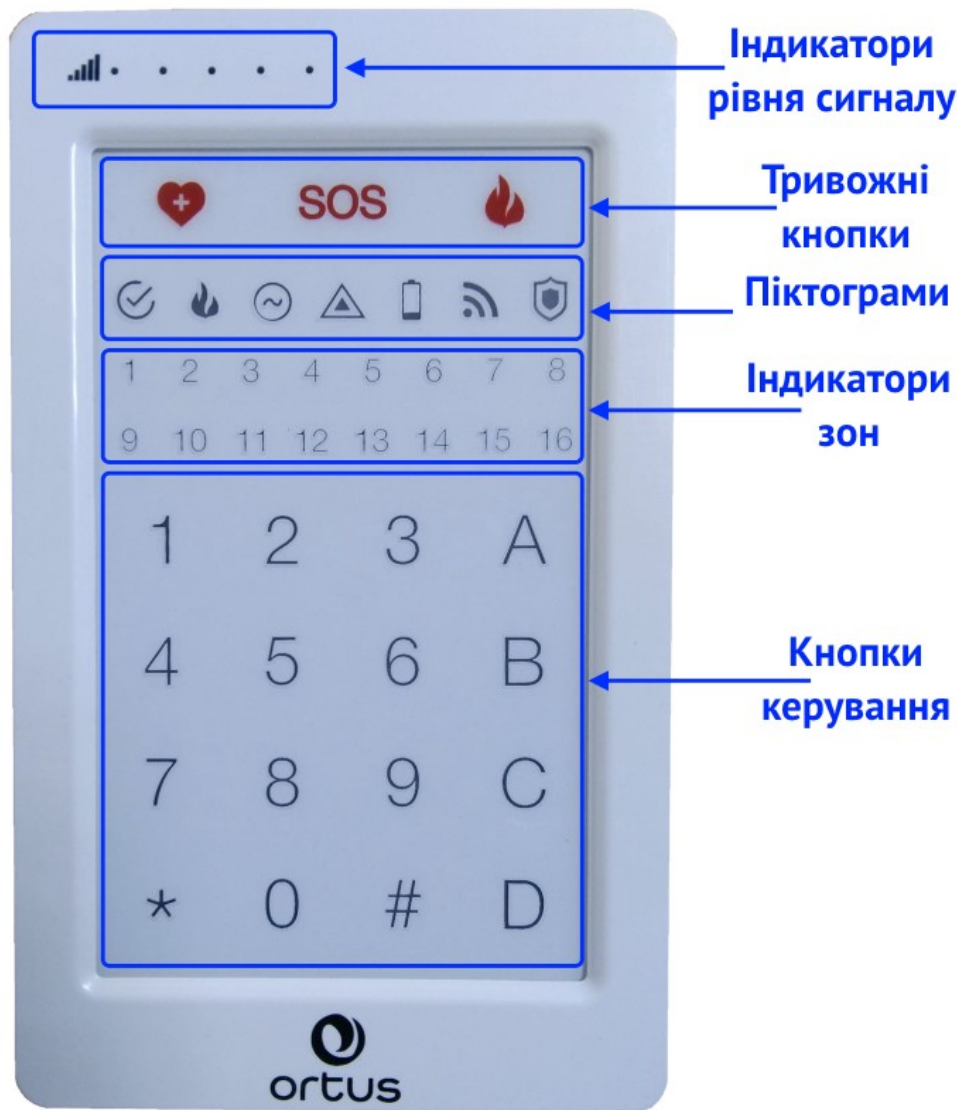 Індикатори
рівня сигналу
SOS
Тривожні
кнопки
Піктограми
1 2 3 4 5 6 7 8
9 10 11 12 13 14 15 16
Індикатори
зон
1 2 3 A
4 5 6 B
7 8 9 C
* 0 # D
Кнопки
керування
ortus